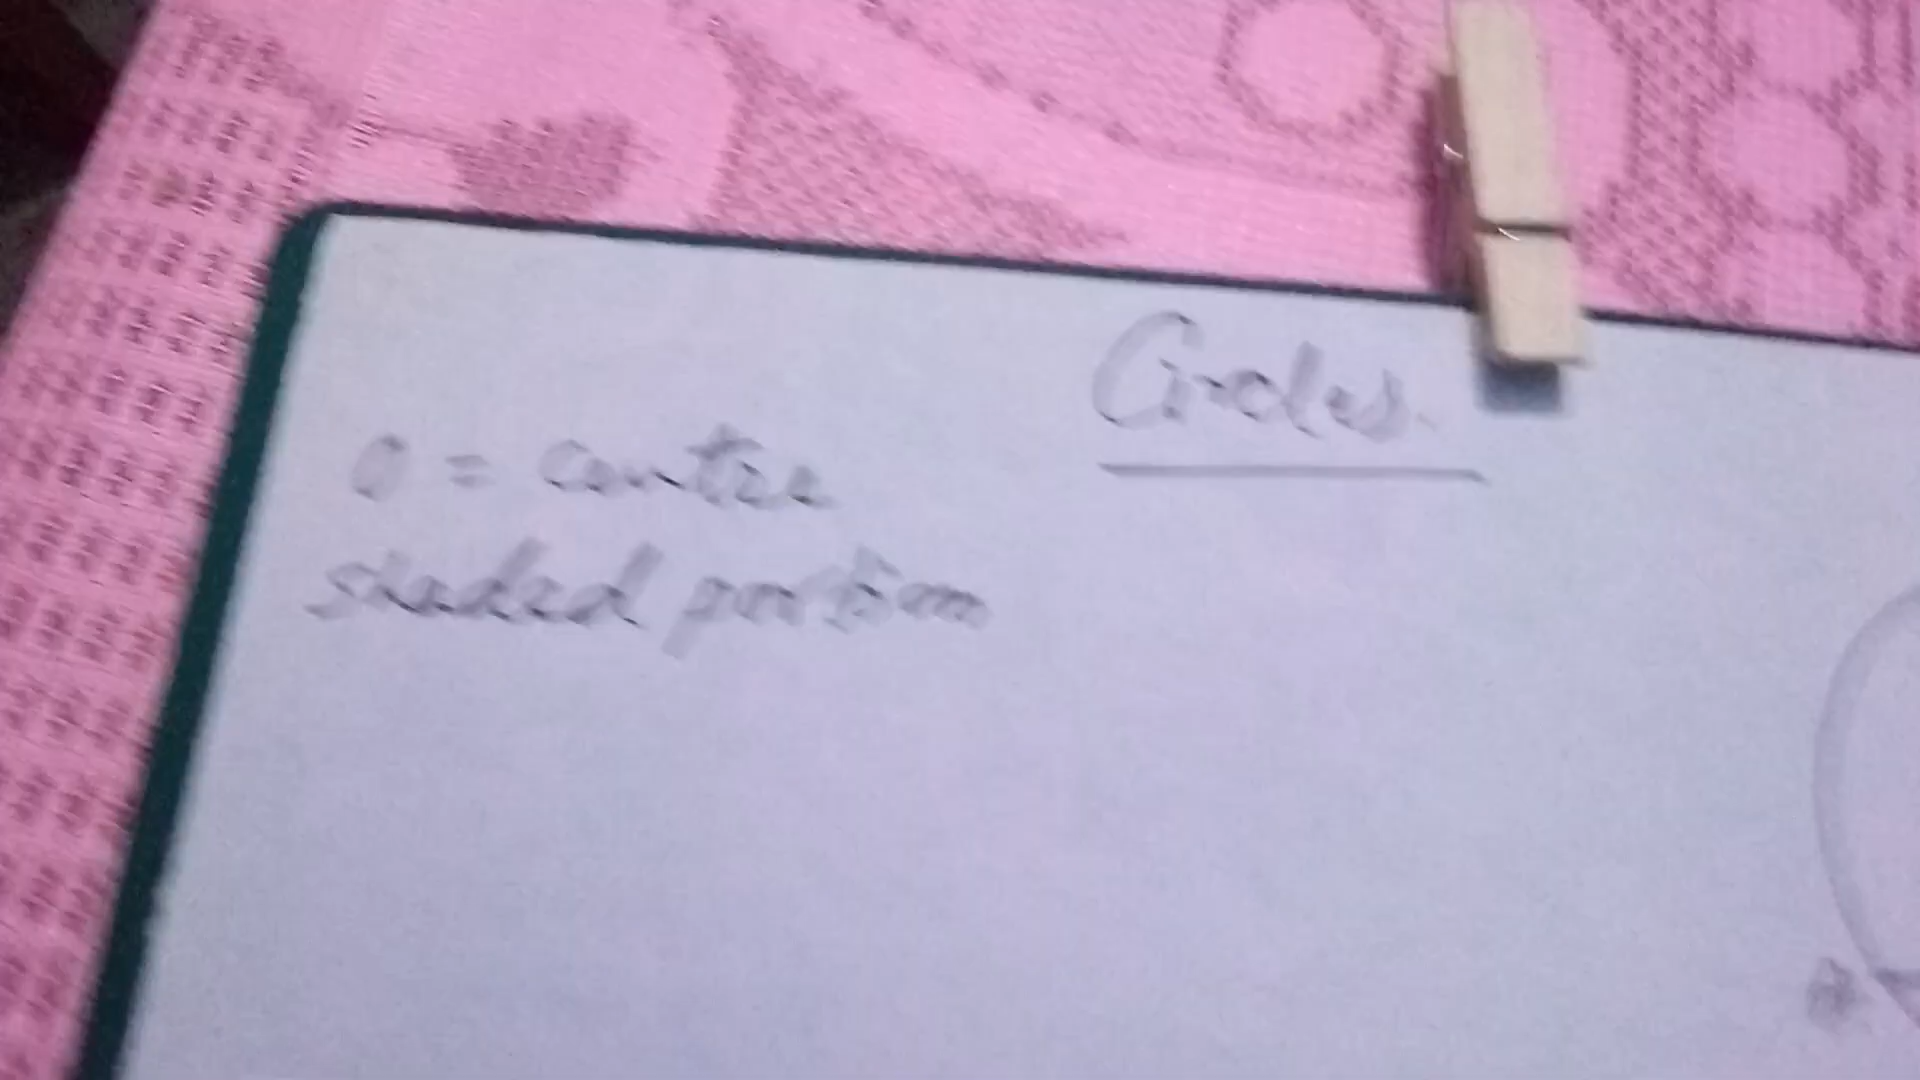 Circles.
O = centre
shaded portion